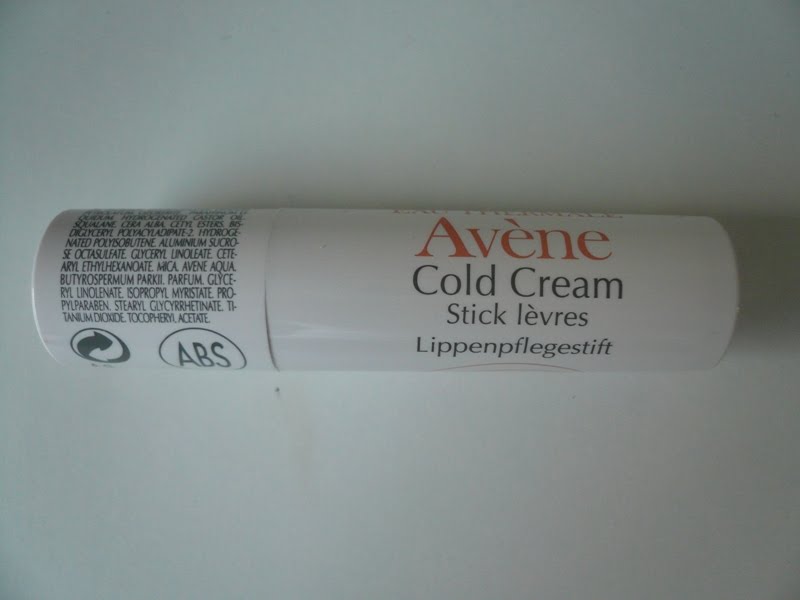 EAU THERMALE
Avène
Cold Cream
Stick lèvres
Lippenpflegestift
HYDROGENATED CASTOR OIL,
SQUALANE, CERA ALBA, CETYL ESTERS, BIS-
DIGLYCERYL POLYACYLADIPATE-2, HYDROGE-
NATED POLYISOBUTENE, ALUMINIUM SUCRO-
SE OCTASULFATE, GLYCERYL LINOLEATE, CETE-
ARYL ETHYLHEXANOATE, MICA, AVENE AQUA,
BUTYROSPERMUM PARKII, PARFUM, GLYCE-
RYL LINOLENATE, ISOPROPYL MYRISTATE, PRO-
PYLPARABEN, STEARYL GLYCYRRHETINATE, TI-
TANIUM DIOXIDE, TOCOPHERYL ACETATE.
ABS